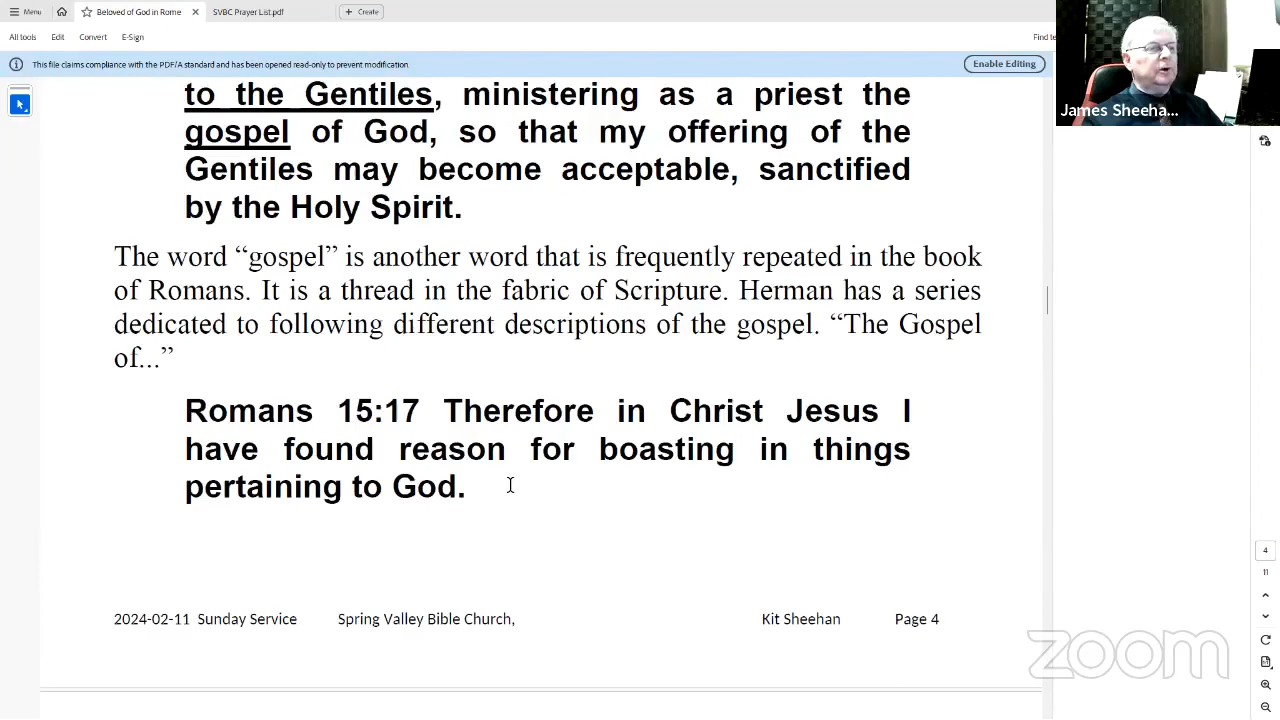 Menu
Beloved of God in Rome
SVBC Prayer List.pdf
Create
All tools Edit Convert E-Sign
Find te
This file claims compliance with the PDF/A standard and has been opened read-only to prevent modification.
Enable Editing
James Sheeha...
to the Gentiles, ministering as a priest the
gospel of God, so that my offering of the
Gentiles may become acceptable, sanctified
by the Holy Spirit.
The word “gospel” is another word that is frequently repeated in the book
of Romans. It is a thread in the fabric of Scripture. Herman has a series
dedicated to following different descriptions of the gospel. “The Gospel
of...”
Romans 15:17 Therefore in Christ Jesus I
have found reason for boasting in things
pertaining to God.
4
11
2024-02-11 Sunday Service Spring Valley Bible Church, Kit Sheehan Page 4
zoom